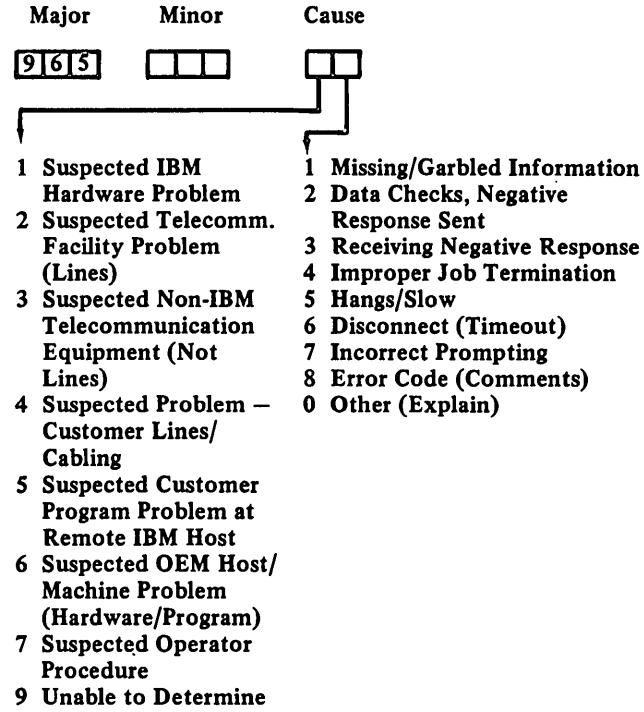 Major Minor Cause
965
1 Suspected IBM
Hardware Problem
2 Suspected Telecomm.
Facility Problem
(Lines)
3 Suspected Non-IBM
Telecommunication
Equipment (Not
Lines)
4 Suspected Problem —
Customer Lines/
Cabling
5 Suspected Customer
Program Problem at
Remote IBM Host
6 Suspected OEM Host/
Machine Problem
(Hardware/Program)
7 Suspected Operator
Procedure
9 Unable to Determine
1 Missing/Garbled Information
2 Data Checks, Negative
Response Sent
3 Receiving Negative Response
4 Improper Job Termination
5 Hangs/Slow
6 Disconnect (Timeout)
7 Incorrect Prompting
8 Error Code (Comments)
0 Other (Explain)